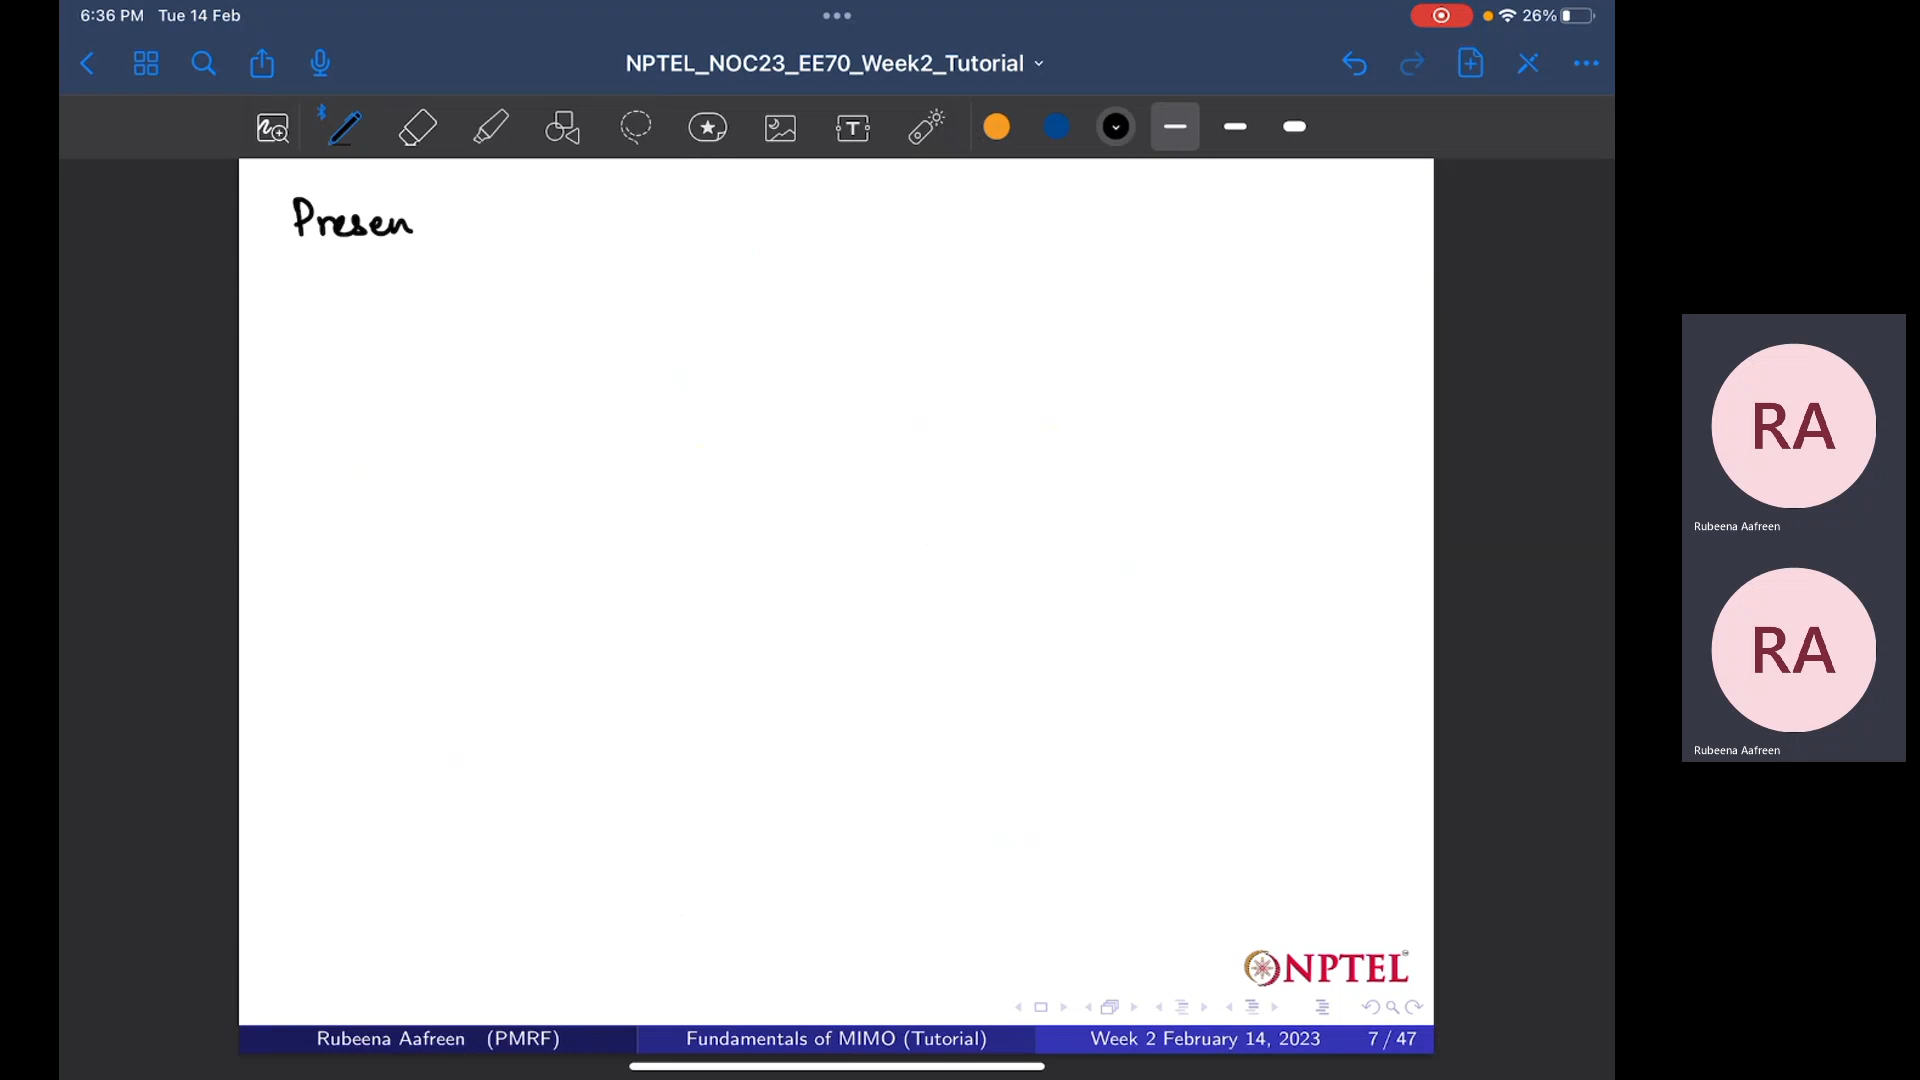 6:36 PM Tue 14 Feb
26%
NPTEL_NOC23_EE70_Week2_Tutorial
T
Presen
RA
Rubeena Aafreen
RA
Rubeena Aafreen
NPTEL
Rubeena Aafreen (PMRF) Fundamentals of MIMO (Tutorial) Week 2 February 14, 2023 7 / 47